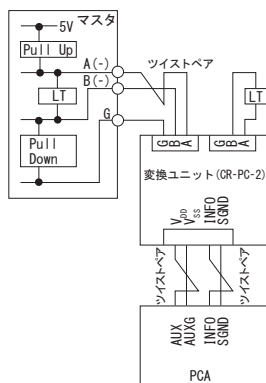 マスタ
5V
Pull Up
A(-)
B(-)
LT
G
Pull
Down
ツイストペア
LT
G B A
G B A
変換ユニット(CR-PC-2)
VDD
VSS
INFO
SGND
ツイストペア
ツイストペア
AUX
AUXG
INFO
SGND
PCA